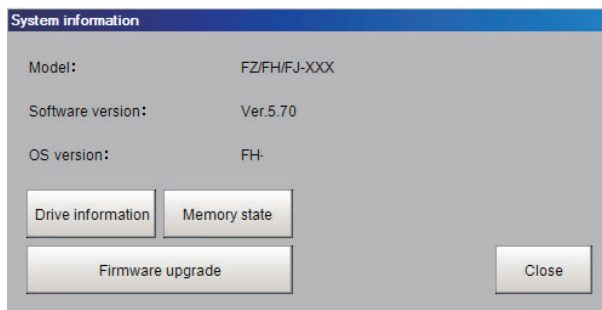 System information
Model: FZ/FH/FJ-XXX
Software version: Ver.5.70
OS version: FH-
Drive information Memory state
Firmware upgrade Close